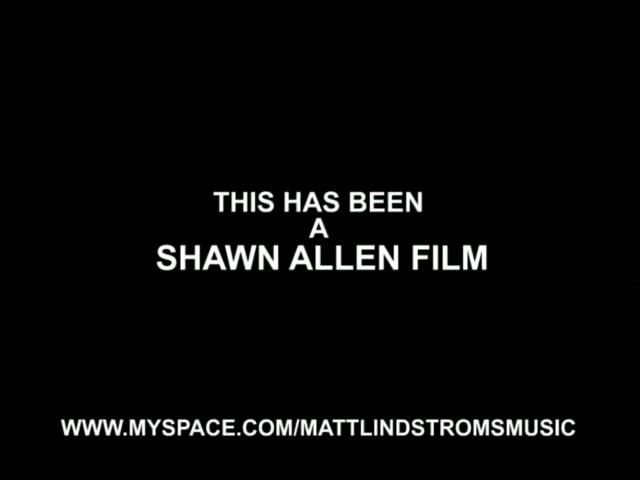 THIS HAS BEEN
A
SHAWN ALLEN FILM
WWW.MYSPACE.COM/MATTLINDSTROMSMUSIC